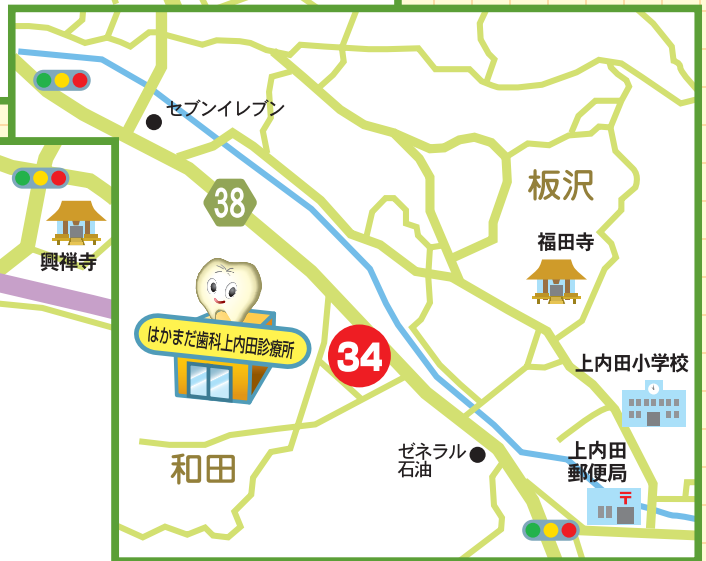 セブンイレブン
38
板沢
興禅寺
福田寺
はかまだ歯科上内田診療所
34
上内田小学校
ゼネラル
石油
上内田
郵便局
〒
和田